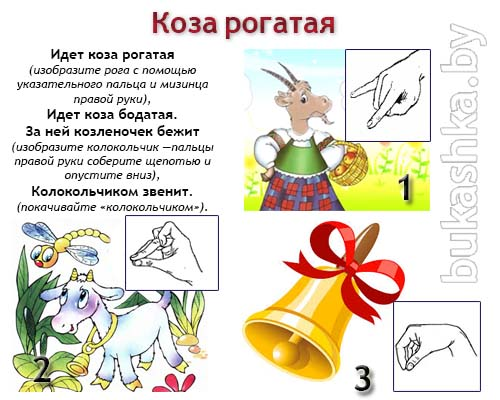 Коза рогатая
Идет коза рогатая
(изобразите рога с помощью
указательного пальца и мизинца
правой руки),
Идет коза бодатая.
За ней козленочек бежит
(изобразите колокольчик —пальцы
правой руки соберите щепотью и
опустите вниз),
Колокольчиком звенит.
(покачивайте «колокольчиком»).
1
2
3
bukashka.by